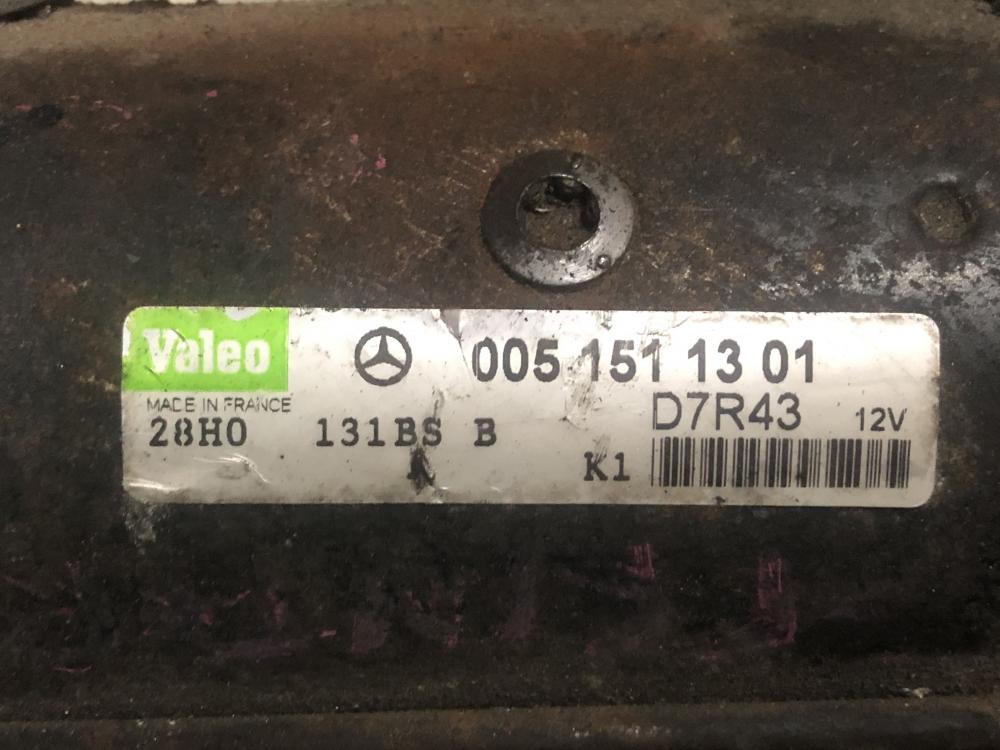 Valeo 005 151 13 01
MADE IN FRANCE D7R43 12V
28H0 131BS B
K1